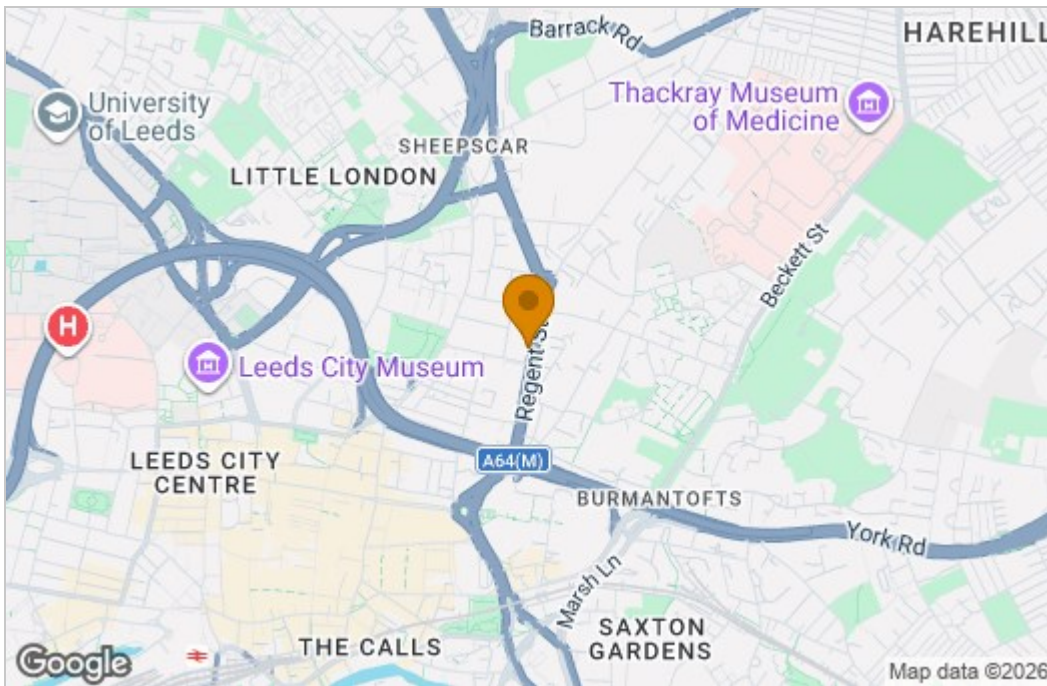 Barrack Rd
HAREHILL
University
of Leeds
Thackray Museum
of Medicine
SHEEPSCAR
LITTLE LONDON
Beckett St
H
Leeds City Museum
Regent St
A64(M)
LEEDS CITY
CENTRE
BURMANTOFTS
York Rd
Marsh Ln
THE CALLS
SAXTON
GARDENS
Google
Map data ©2026